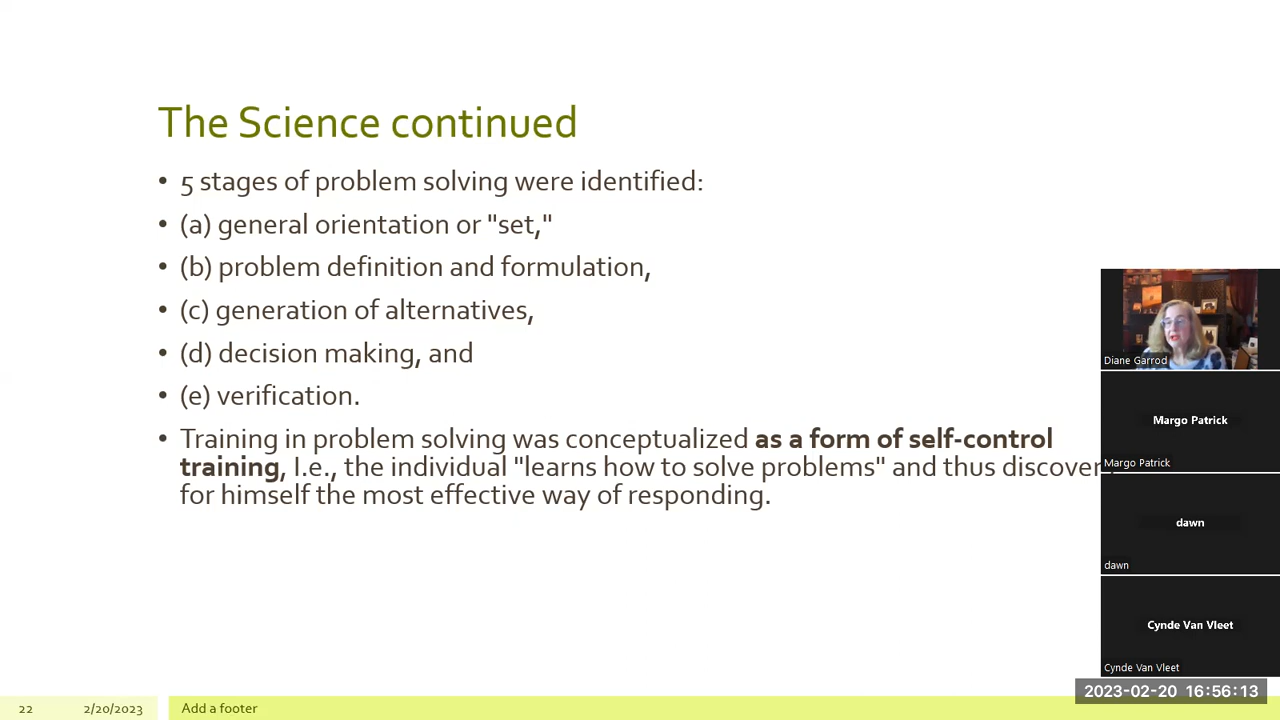 The Science continued
• 5 stages of problem solving were identified:
• (a) general orientation or "set,"
• (b) problem definition and formulation,
• (c) generation of alternatives,
• (d) decision making, and
• (e) verification.
• Training in problem solving was conceptualized as a form of self-control
training, I.e., the individual "learns how to solve problems" and thus discover
for himself the most effective way of responding.
Diane Garrod
Margo Patrick
Margo Patrick
dawn
dawn
Cynde Van Vleet
Cynde Van Vleet
2023-02-20 16:56:13
22 2/20/2023 Add a footer